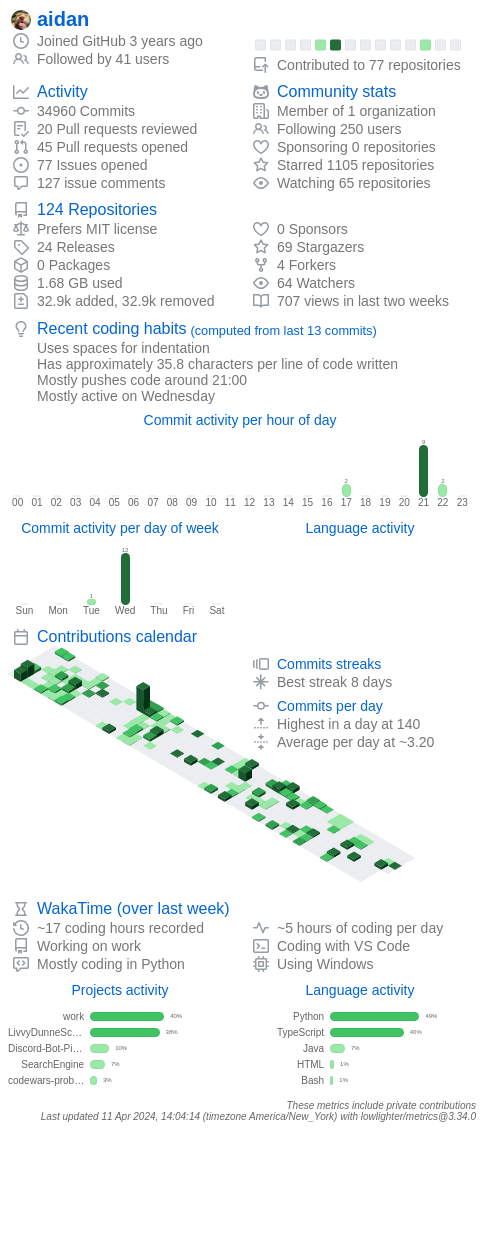 aidan
Joined GitHub 3 years ago
Followed by 41 users
Contributed to 77 repositories
Activity
34960 Commits
20 Pull requests reviewed
45 Pull requests opened
77 Issues opened
127 issue comments
Community stats
Member of 1 organization
Following 250 users
Sponsoring 0 repositories
Starred 1105 repositories
Watching 65 repositories
124 Repositories
Prefers MIT license
24 Releases
0 Packages
1.68 GB used
32.9k added, 32.9k removed
0 Sponsors
69 Stargazers
4 Forkers
64 Watchers
707 views in last two weeks
Recent coding habits (computed from last 13 commits)
Uses spaces for indentation
Has approximately 35.8 characters per line of code written
Mostly pushes code around 21:00
Mostly active on Wednesday
Commit activity per hour of day
2 9 2
00 01 02 03 04 05 06 07 08 09 10 11 12 13 14 15 16 17 18 19 20 21 22 23
Commit activity per day of week
1 12
Sun Mon Tue Wed Thu Fri Sat
Language activity
Contributions calendar
Commits streaks
Best streak 8 days
Commits per day
Highest in a day at 140
Average per day at ~3.20
WakaTime (over last week)
~17 coding hours recorded
Working on work
Mostly coding in Python
~5 hours of coding per day
Coding with VS Code
Using Windows
Projects activity
work 40%
LivvyDunneSc… 38%
Discord-Bot-Pi… 10%
SearchEngine 7%
codewars-prob… 3%
Language activity
Python 49%
TypeScript 40%
Java 7%
HTML 1%
Bash 1%
These metrics include private contributions
Last updated 11 Apr 2024, 14:04:14 (timezone America/New_York) with lowlighter/metrics@3.34.0